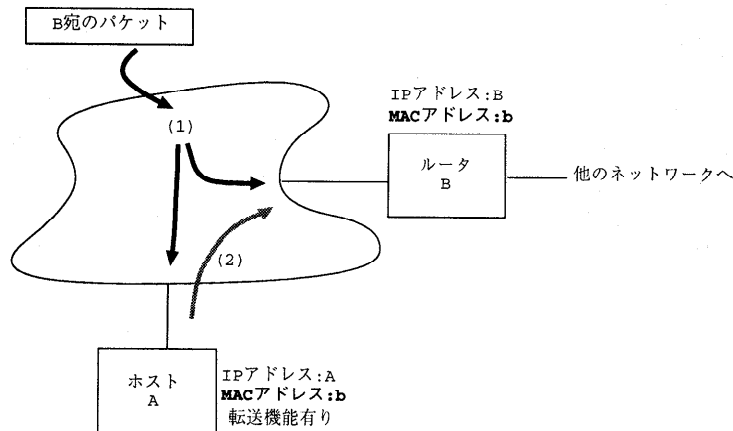 B宛のパケット
(1)
IPアドレス:B
MACアドレス:b
ルータ
B
他のネットワークへ
(2)
ホスト
A
IPアドレス:A
MACアドレス:b
転送機能有り